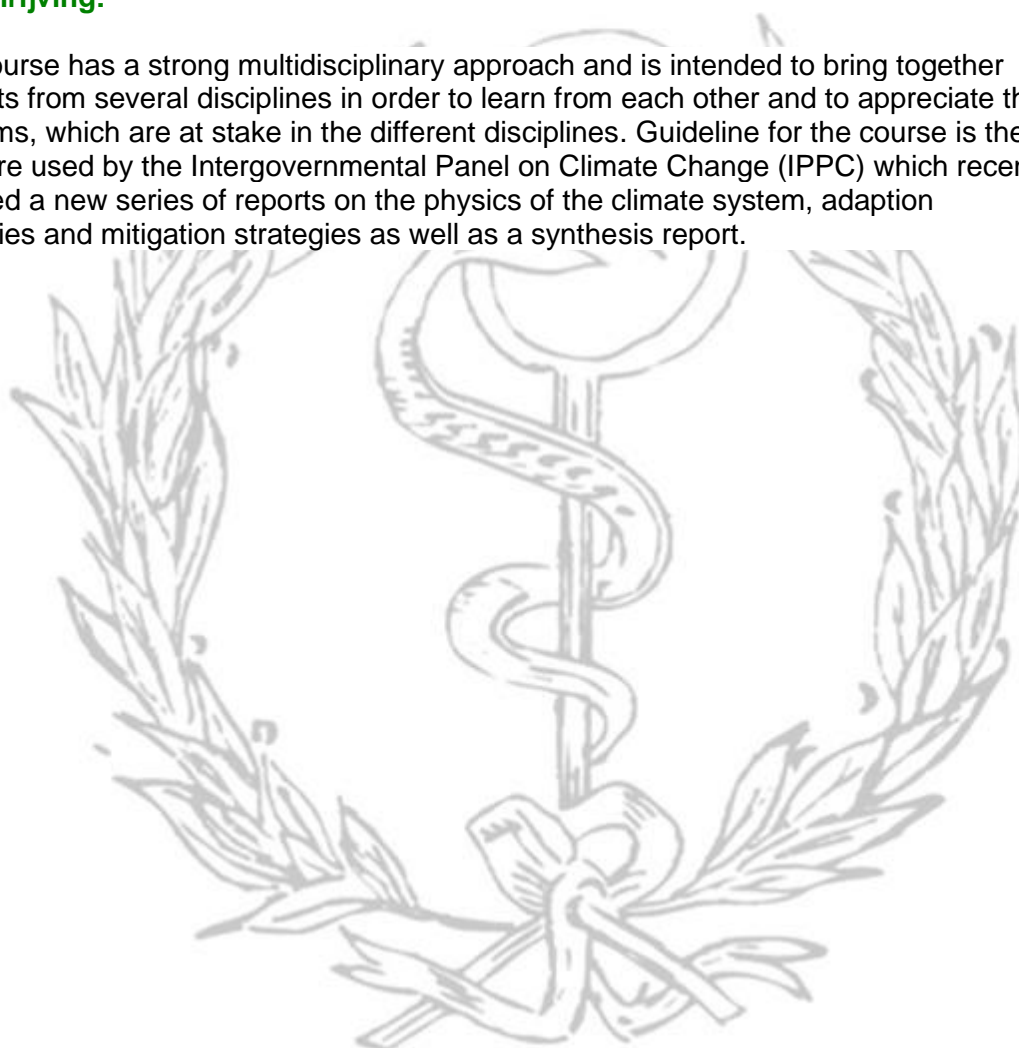 rijving:
ourse has a strong multidisciplinary approach and is intended to bring together
ts from several disciplines in order to learn from each other and to appreciate th
ms, which are at stake in the different disciplines. Guideline for the course is the
re used by the Intergovernmental Panel on Climate Change (IPPC) which recen
ed a new series of reports on the physics of the climate system, adaption
ies and mitigation strategies as well as a synthesis report.